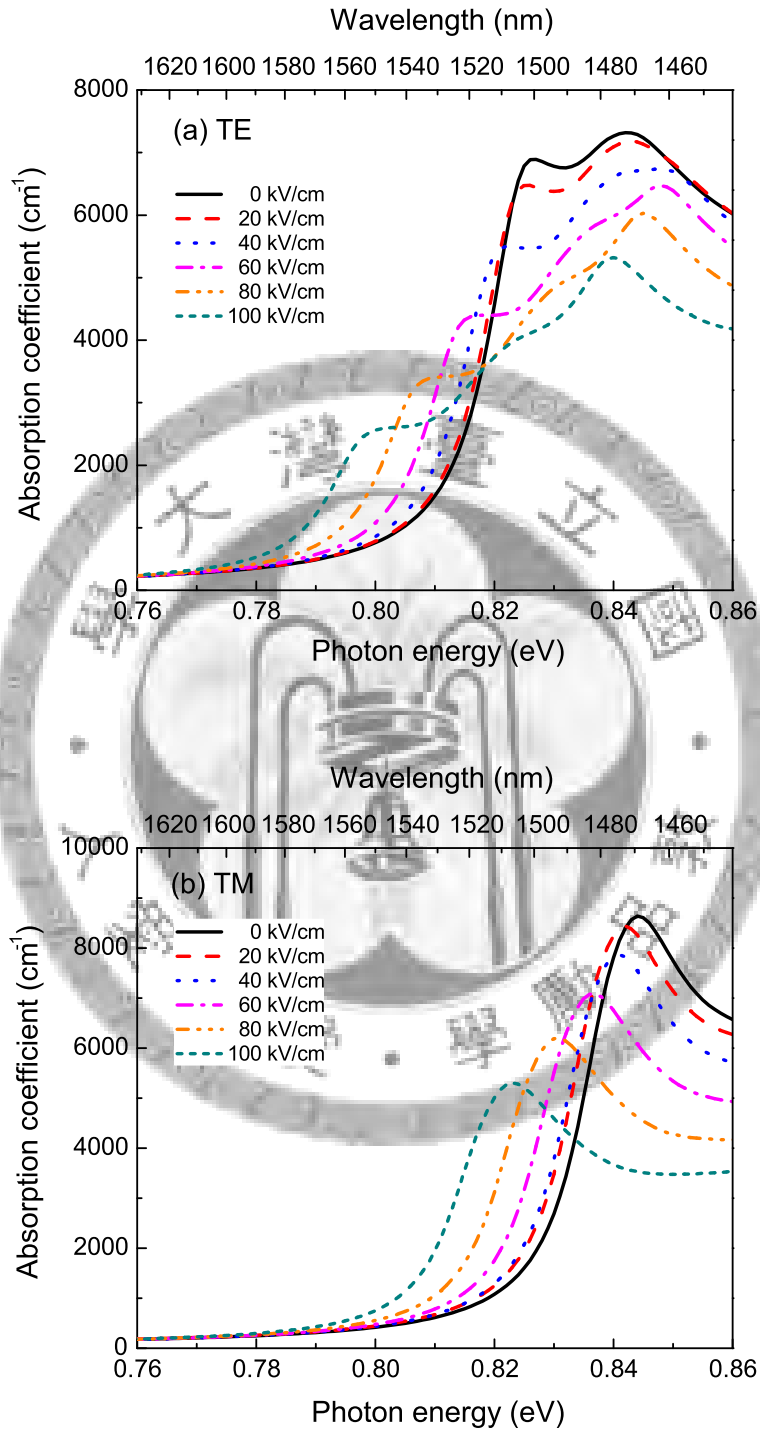 Wavelength (nm)
1620 1600 1580 1560 1540 1520 1500 1480 1460
8000
6000
4000
2000
0
Absorption coefficient (cm-1)
(a) TE
0 kV/cm
20 kV/cm
40 kV/cm
60 kV/cm
80 kV/cm
100 kV/cm
0.76 0.78 0.80 0.82 0.84 0.86
Photon energy (eV)
Wavelength (nm)
1620 1600 1580 1560 1540 1520 1500 1480 1460
10000
8000
6000
4000
2000
0
Absorption coefficient (cm-1)
(b) TM
0 kV/cm
20 kV/cm
40 kV/cm
60 kV/cm
80 kV/cm
100 kV/cm
0.76 0.78 0.80 0.82 0.84 0.86
Photon energy (eV)